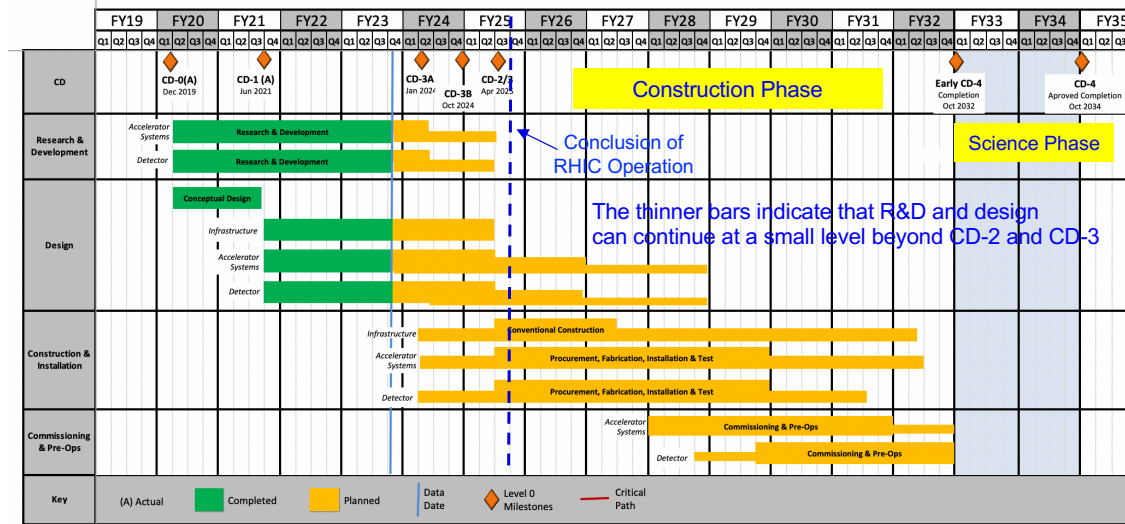 FY19 FY20 FY21 FY22 FY23 FY24 FY25 FY26 FY27 FY28 FY29 FY30 FY31 FY32 FY33 FY34 FY35
Q1 Q2 Q3 Q4 Q1 Q2 Q3 Q4 Q1 Q2 Q3 Q4 Q1 Q2 Q3 Q4 Q1 Q2 Q3 Q4 Q1 Q2 Q3 Q4 Q1 Q2 Q3 Q4 Q1 Q2 Q3 Q4 Q1 Q2 Q3 Q4 Q1 Q2 Q3 Q4 Q1 Q2 Q3 Q4 Q1 Q2 Q3 Q4 Q1 Q2 Q3 Q4 Q1 Q2 Q3 Q4 Q1 Q2 Q3 Q4 Q1 Q2 Q3 Q4 Q1 Q2 Q3
CD
CD-0(A)
Dec 2019
CD-1 (A)
Jun 2021
CD-3A
Jan 2024
CD-3B
Oct 2024
CD-2/3
Apr 2025
Construction Phase
Early CD-4
Completion
Oct 2032
CD-4
Aproved Completion
Oct 2034
Research &
Development
Accelerator
Systems
Research & Development
Detector
Research & Development
Conclusion of
RHIC Operation
Science Phase
Design
Conceptual Design
Infrastructure
Accelerator
Systems
Detector
The thinner bars indicate that R&D and design
can continue at a small level beyond CD-2 and CD-3
Construction &
Installation
Infrastructure
Conventional Construction
Accelerator
Systems
Procurement, Fabrication, Installation & Test
Detector
Procurement, Fabrication, Installation & Test
Commissioning
& Pre-Ops
Accelerator
Systems
Commissioning & Pre-Ops
Detector
Commissioning & Pre-Ops
Key
(A) Actual
Completed
Planned
Data
Date
Level 0
Milestones
Critical
Path